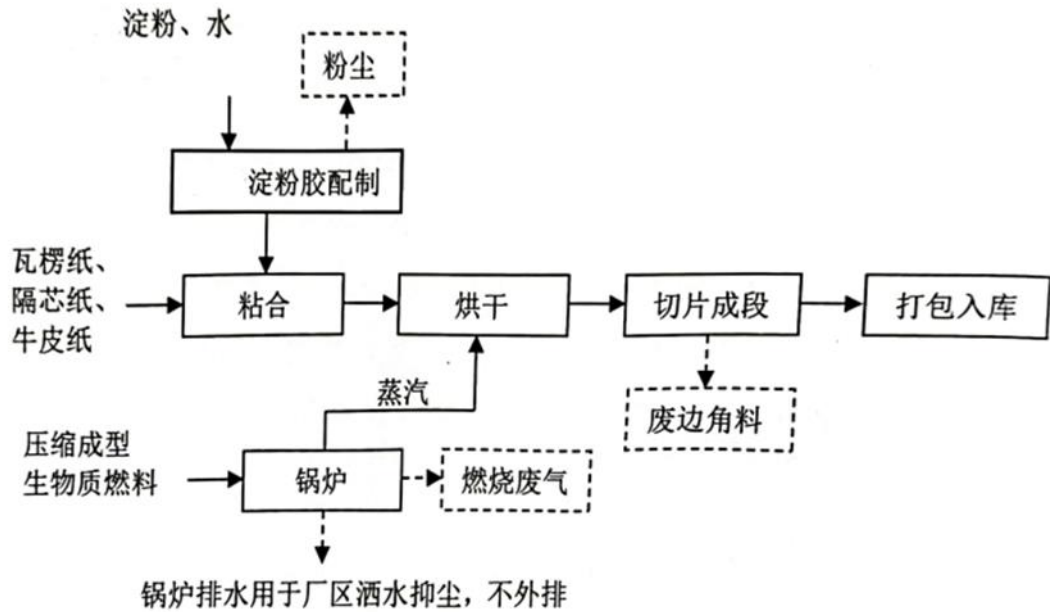 淀粉、水
粉尘
淀粉胶配制
瓦楞纸、
隔芯纸、
牛皮纸
粘合
烘干
切片成段
打包入库
蒸汽
废边角料
压缩成型
生物质燃料
锅炉
燃烧废气
锅炉排水用于厂区洒水抑尘，不外排